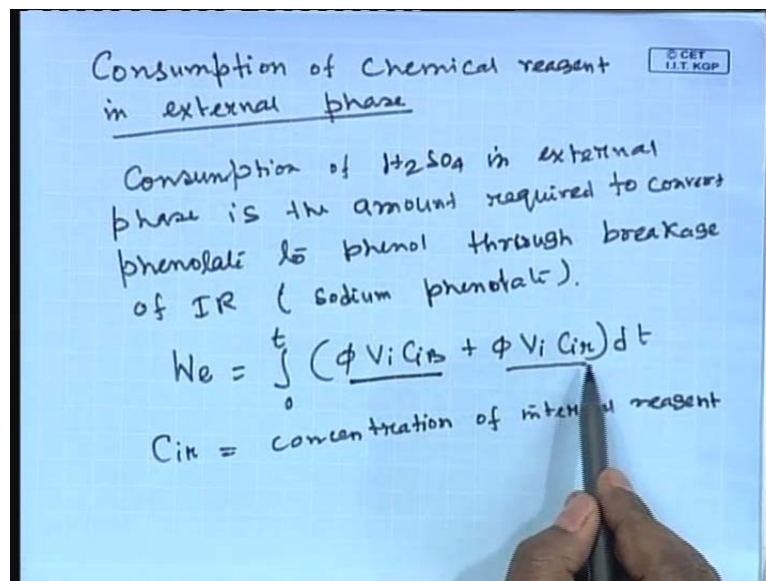 Consumption of Chemical reagent
in external phase
© CET
I.I.T. KGP
Consumption of H2SO4 in external
phase is the amount required to convert
phenolate to phenol through breakage
of IR ( sodium phenolate).
We = ∫₀ᵗ (φ Vi CiB + φ Vi Cir) dt
Cir = concentration of reagent